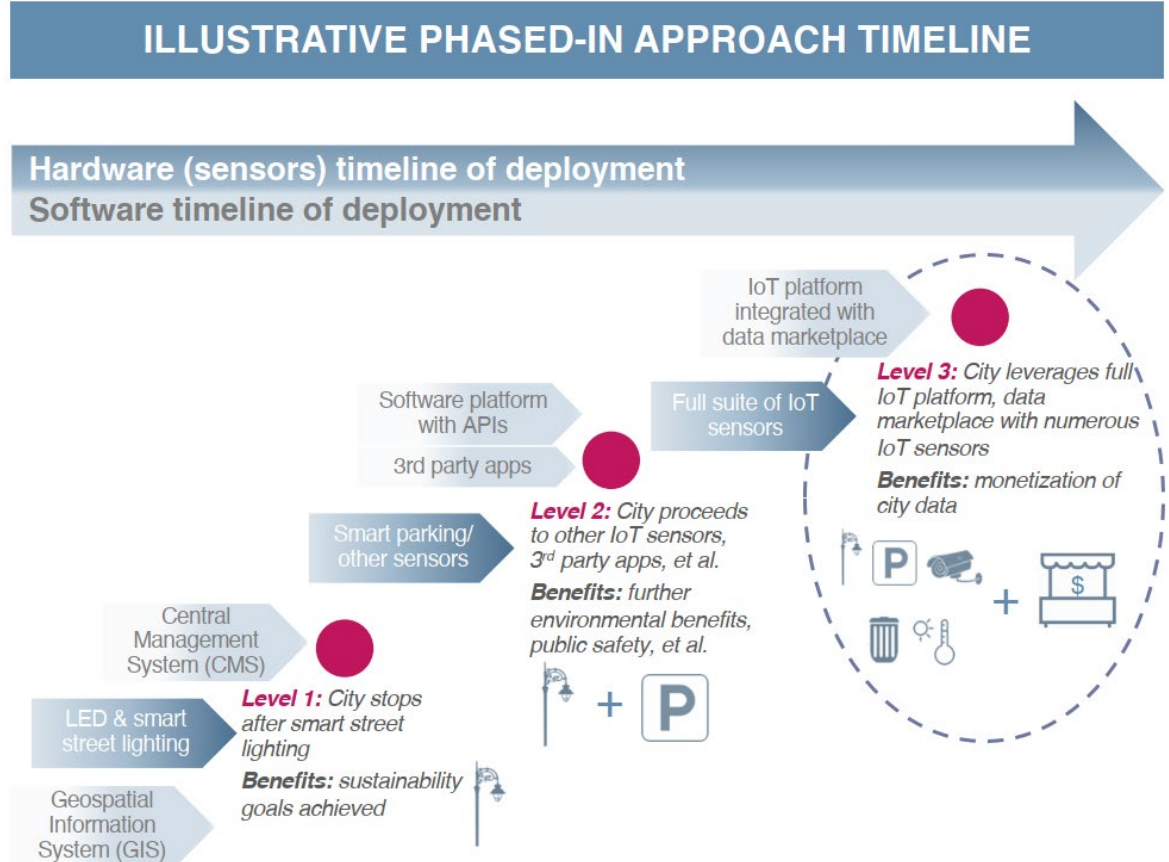 ILLUSTRATIVE PHASED-IN APPROACH TIMELINE
Hardware (sensors) timeline of deployment
Software timeline of deployment
IoT platform
integrated with
data marketplace
Full suite of IoT
sensors
Level 3: City leverages full
IoT platform, data
marketplace with numerous
IoT sensors
Benefits: monetization of
city data
P
$
Software platform
with APIs
3rd party apps
Smart parking/
other sensors
Level 2: City proceeds
to other IoT sensors,
3rd party apps, et al.
Benefits: further
environmental benefits,
public safety, et al.
+
P
+
Central
Management
System (CMS)
LED & smart
street lighting
Geospatial
Information
System (GIS)
Level 1: City stops
after smart street
lighting
Benefits: sustainability
goals achieved